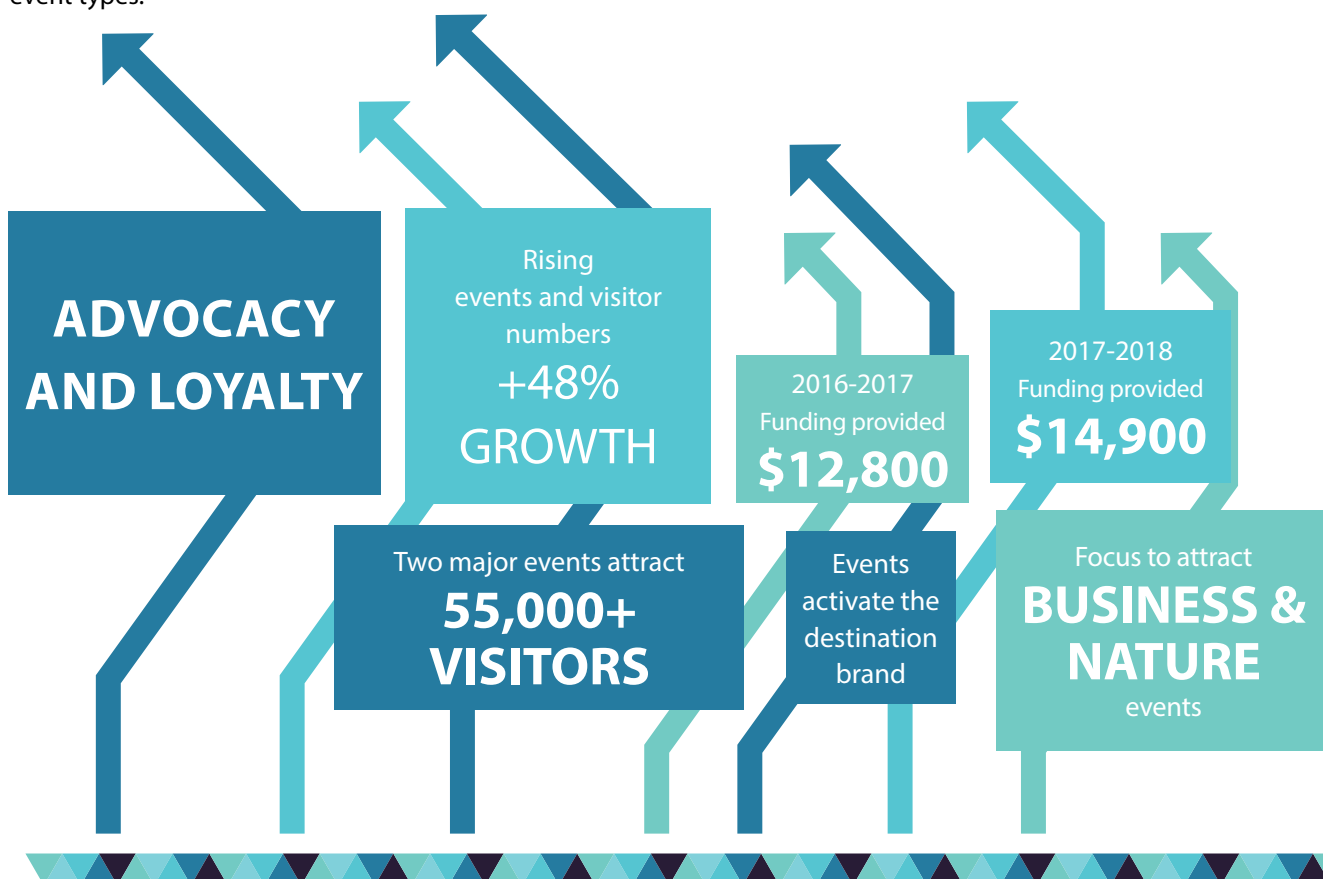 event types.
ADVOCACY
AND LOYALTY
Rising
events and visitor
numbers
+48%
GROWTH
Two major events attract
55,000+
VISITORS
2016-2017
Funding provided
$12,800
Events
activate the
destination
brand
2017-2018
Funding provided
$14,900
Focus to attract
BUSINESS &
NATURE
events